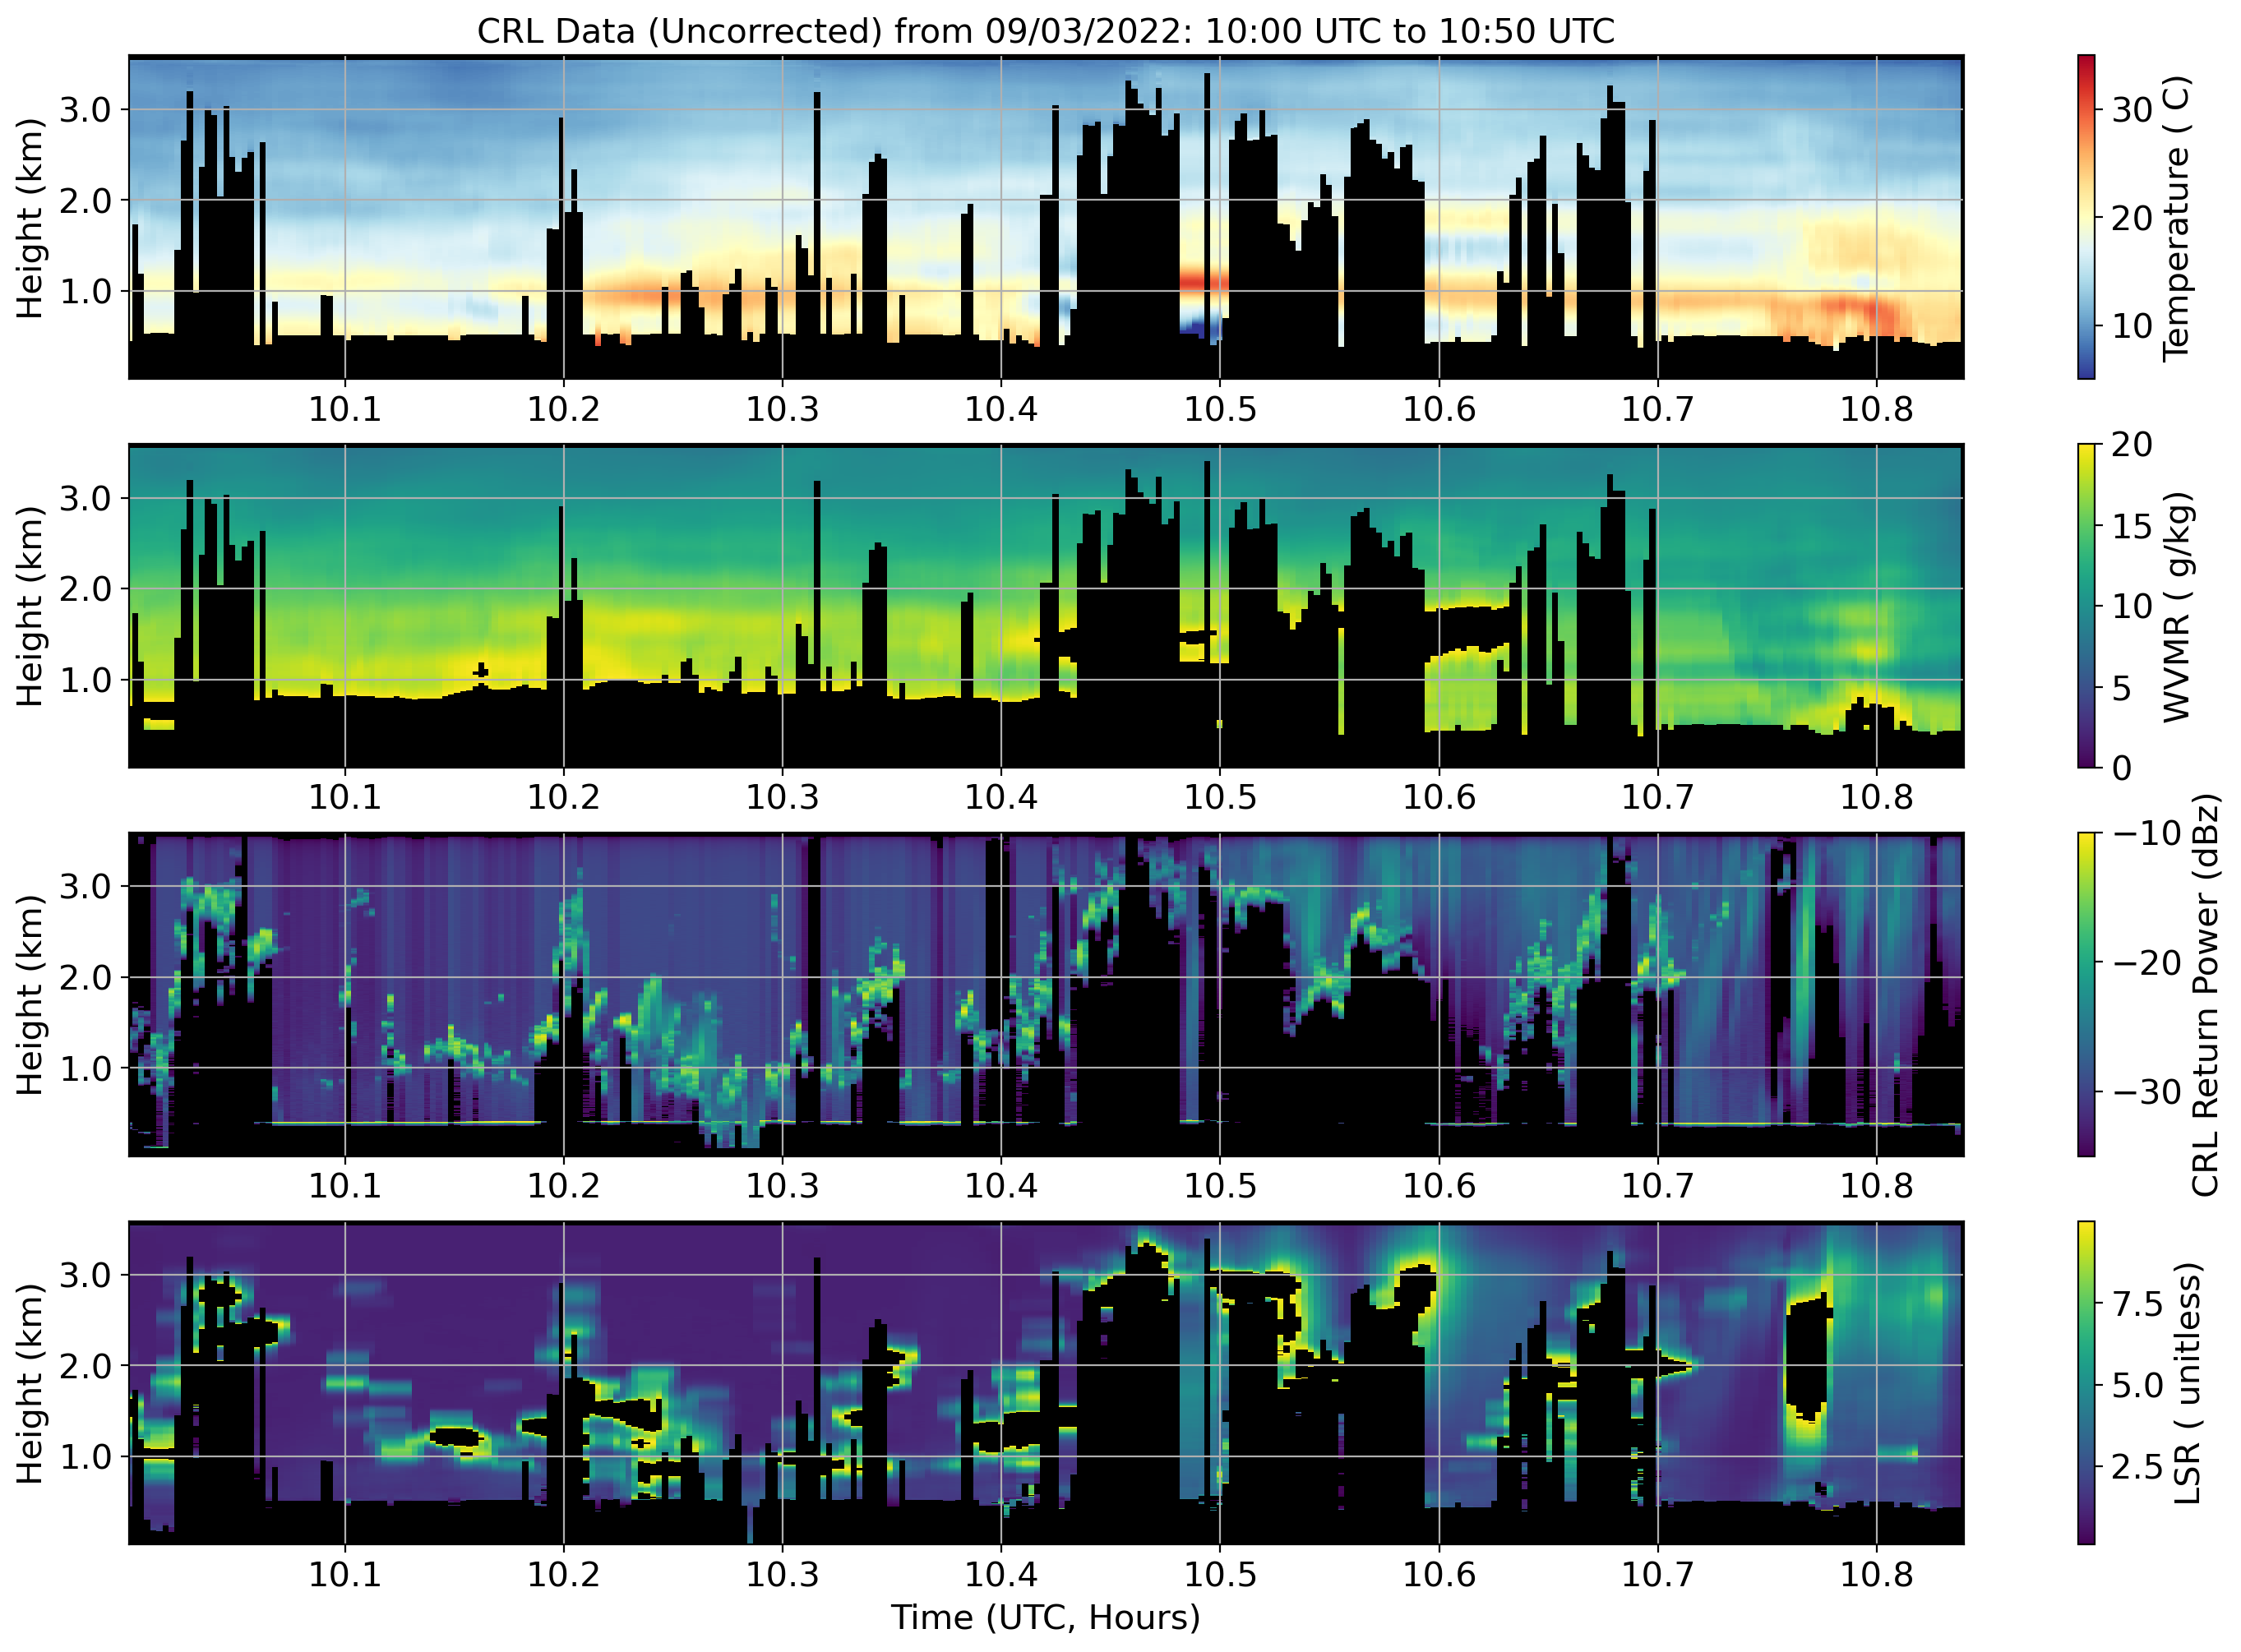 CRL Data (Uncorrected) from 09/03/2022: 10:00 UTC to 10:50 UTC
Height (km)
3.0
2.0
1.0
10.1 10.2 10.3 10.4 10.5 10.6 10.7 10.8
30
20
10
Temperature ( C)
Height (km)
3.0
2.0
1.0
10.1 10.2 10.3 10.4 10.5 10.6 10.7 10.8
20
15
10
5
0
WVMR ( g/kg)
Height (km)
3.0
2.0
1.0
10.1 10.2 10.3 10.4 10.5 10.6 10.7 10.8
−10
−20
−30
CRL Return Power (dBz)
Height (km)
3.0
2.0
1.0
10.1 10.2 10.3 10.4 10.5 10.6 10.7 10.8
7.5
5.0
2.5
LSR ( unitless)
Time (UTC, Hours)